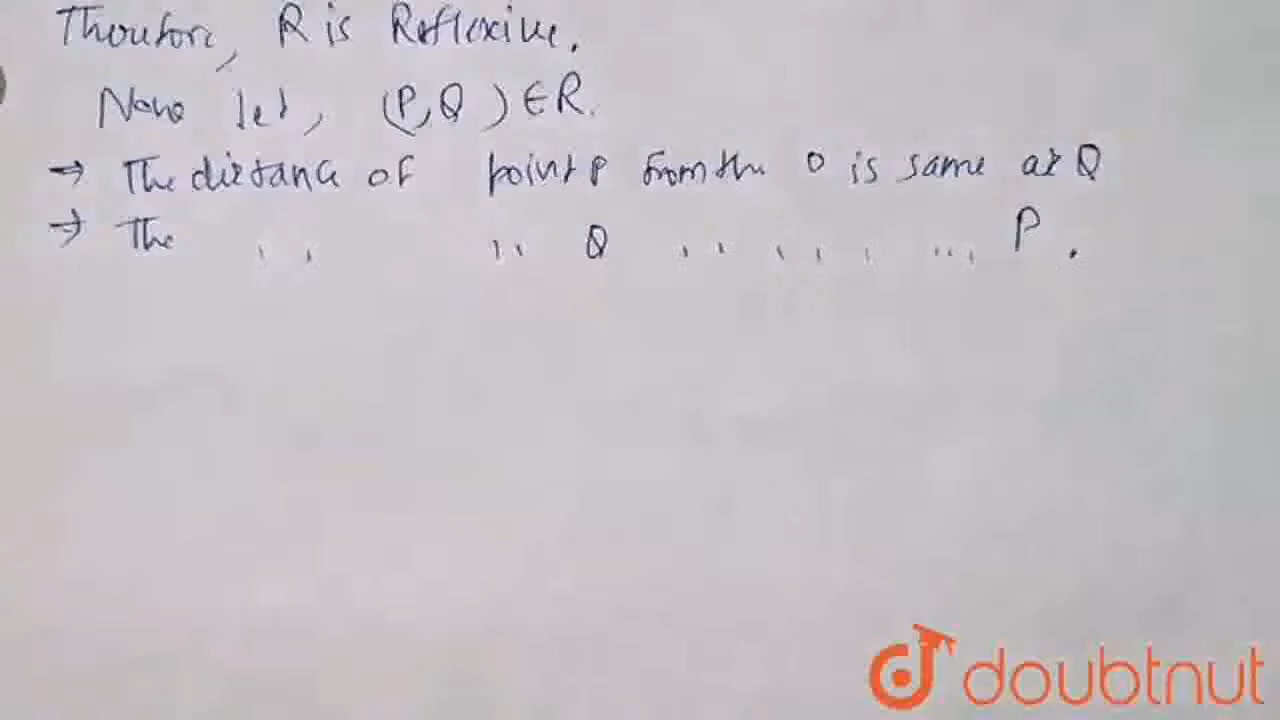 Therefore, R is Reflexive.
Now let, (P,Q) ∈ R.
→ The distance of point P from the O is same as Q
→ The ,, ,, Q ,, ,, ,, ,,, P.
doubtnut